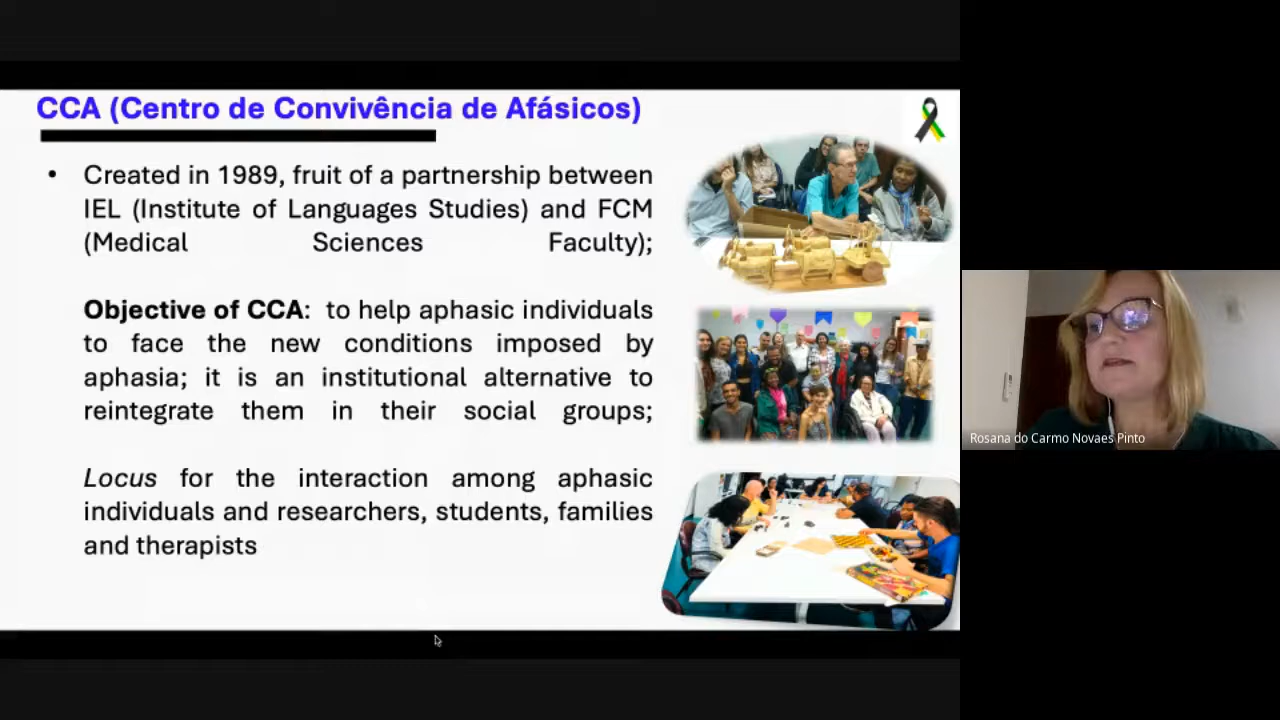 CCA (Centro de Convivência de Afásicos)
• Created in 1989, fruit of a partnership between
IEL (Institute of Languages Studies) and FCM
(Medical Sciences Faculty);
Objective of CCA: to help aphasic individuals
to face the new conditions imposed by
aphasia; it is an institutional alternative to
reintegrate them in their social groups;
Locus for the interaction among aphasic
individuals and researchers, students, families
and therapists
Rosana do Carmo Novaes Pinto